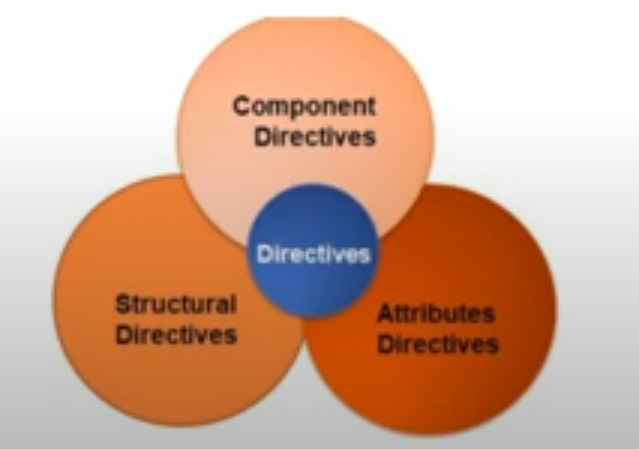 Component
Directives
Directives
Structural
Directives
Attributes
Directives